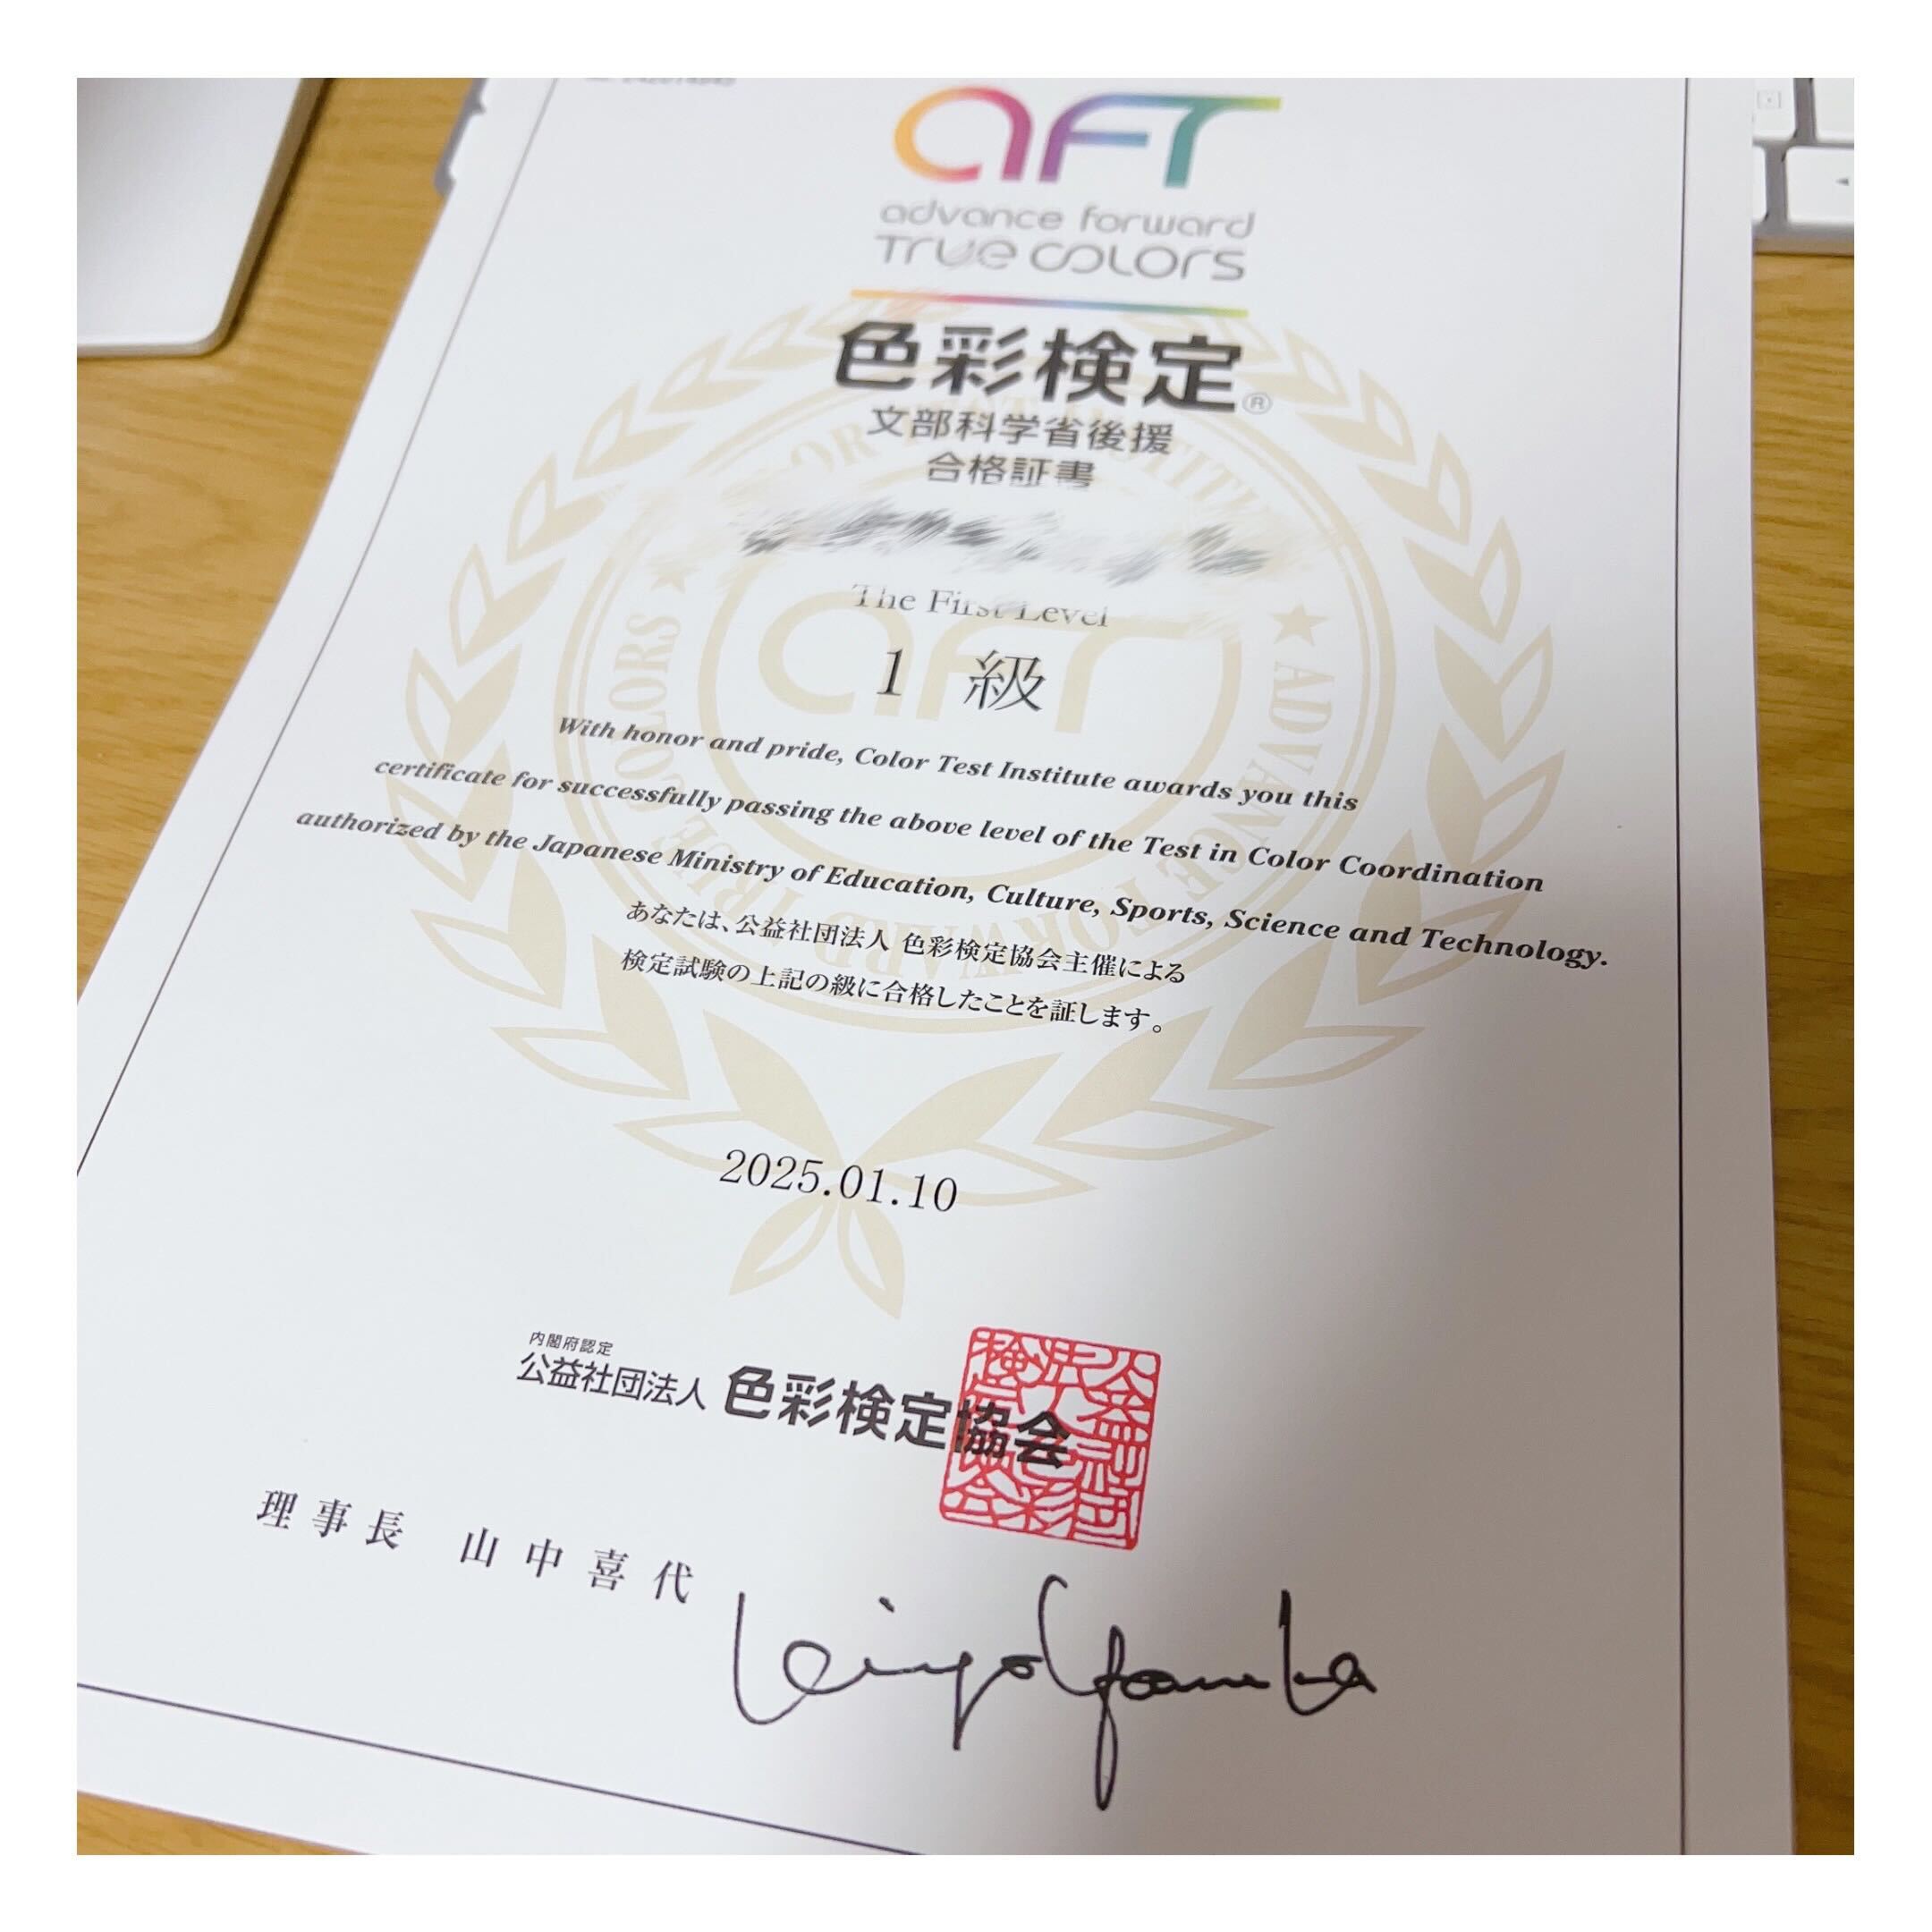 aft
advance forward
True COLORS
色彩検定®
文部科学省後援
合格証書
The First Level
1 級
With honor and pride, Color Test Institute awards you this
certificate for successfully passing the above level of the Test in Color Coordination
authorized by the Japanese Ministry of Education, Culture, Sports, Science and Technology.
あなたは、公益社団法人 色彩検定協会主催による
検定試験の上記の級に合格したことを証します。
aft
ADVANCE FORWARD TRUE COLORS
2025.01.10
内閣府認定
公益社団法人 色彩検定協会
理事長 山中喜代